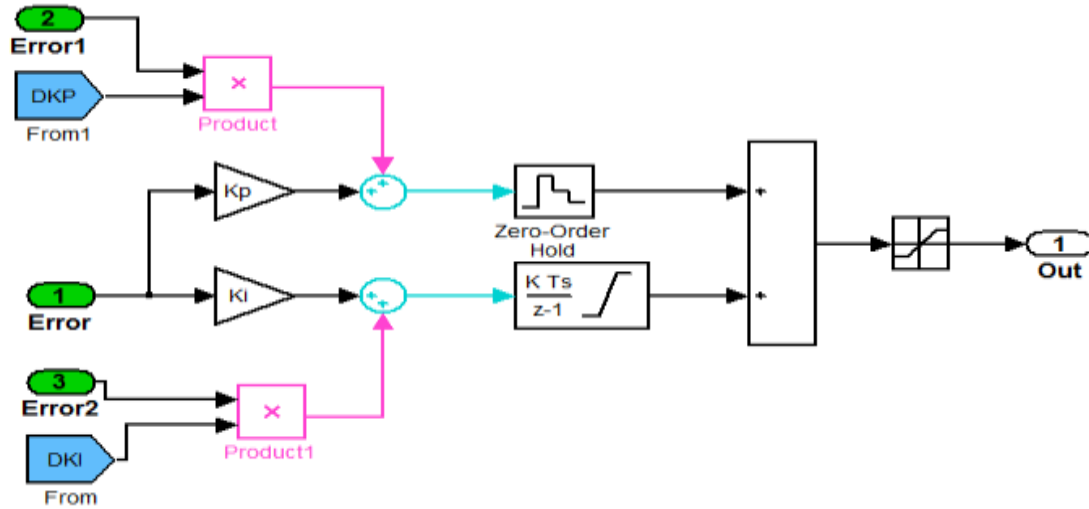 2
Error1
DKP
From1
×
Product
Kp
+
+
Zero-Order
Hold
+
1
Error
Ki
+
+
K Ts
z-1
+
1
Out
3
Error2
×
Product1
DKI
From